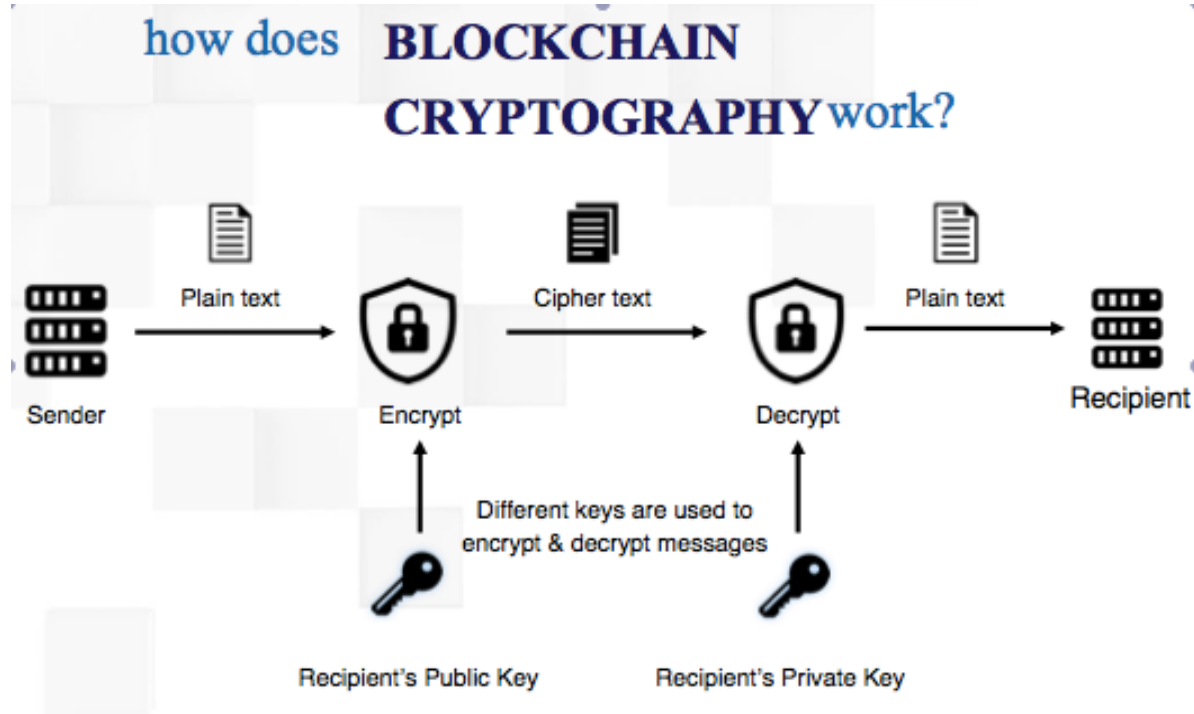 how does BLOCKCHAIN
CRYPTOGRAPHY work?
Plain text
Cipher text
Plain text
Sender
Encrypt
Decrypt
Recipient
Different keys are used to
encrypt & decrypt messages
Recipient's Public Key
Recipient's Private Key